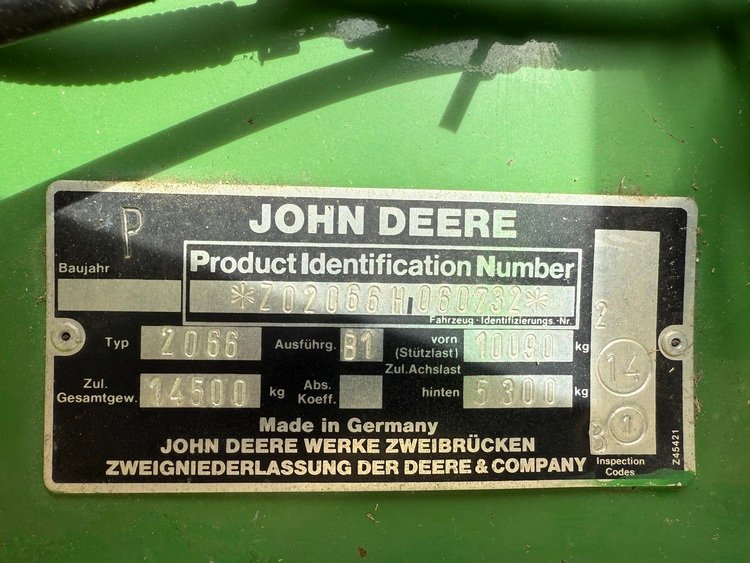 P JOHN DEERE
Product Identification Number
*Z02066H060732*
Fahrzeug - Identifizierungs. - Nr.
Baujahr
Typ 2066 Ausführg. B1 vorn (Stützlast) 10090 kg
Zul.Achslast
Zul. Gesamtgew. 14500 kg Abs. Koeff. hinten 5300 kg
2
14
B 1
Inspection Codes
Z45421
Made in Germany
JOHN DEERE WERKE ZWEIBRÜCKEN
ZWEIGNIEDERLASSUNG DER DEERE & COMPANY